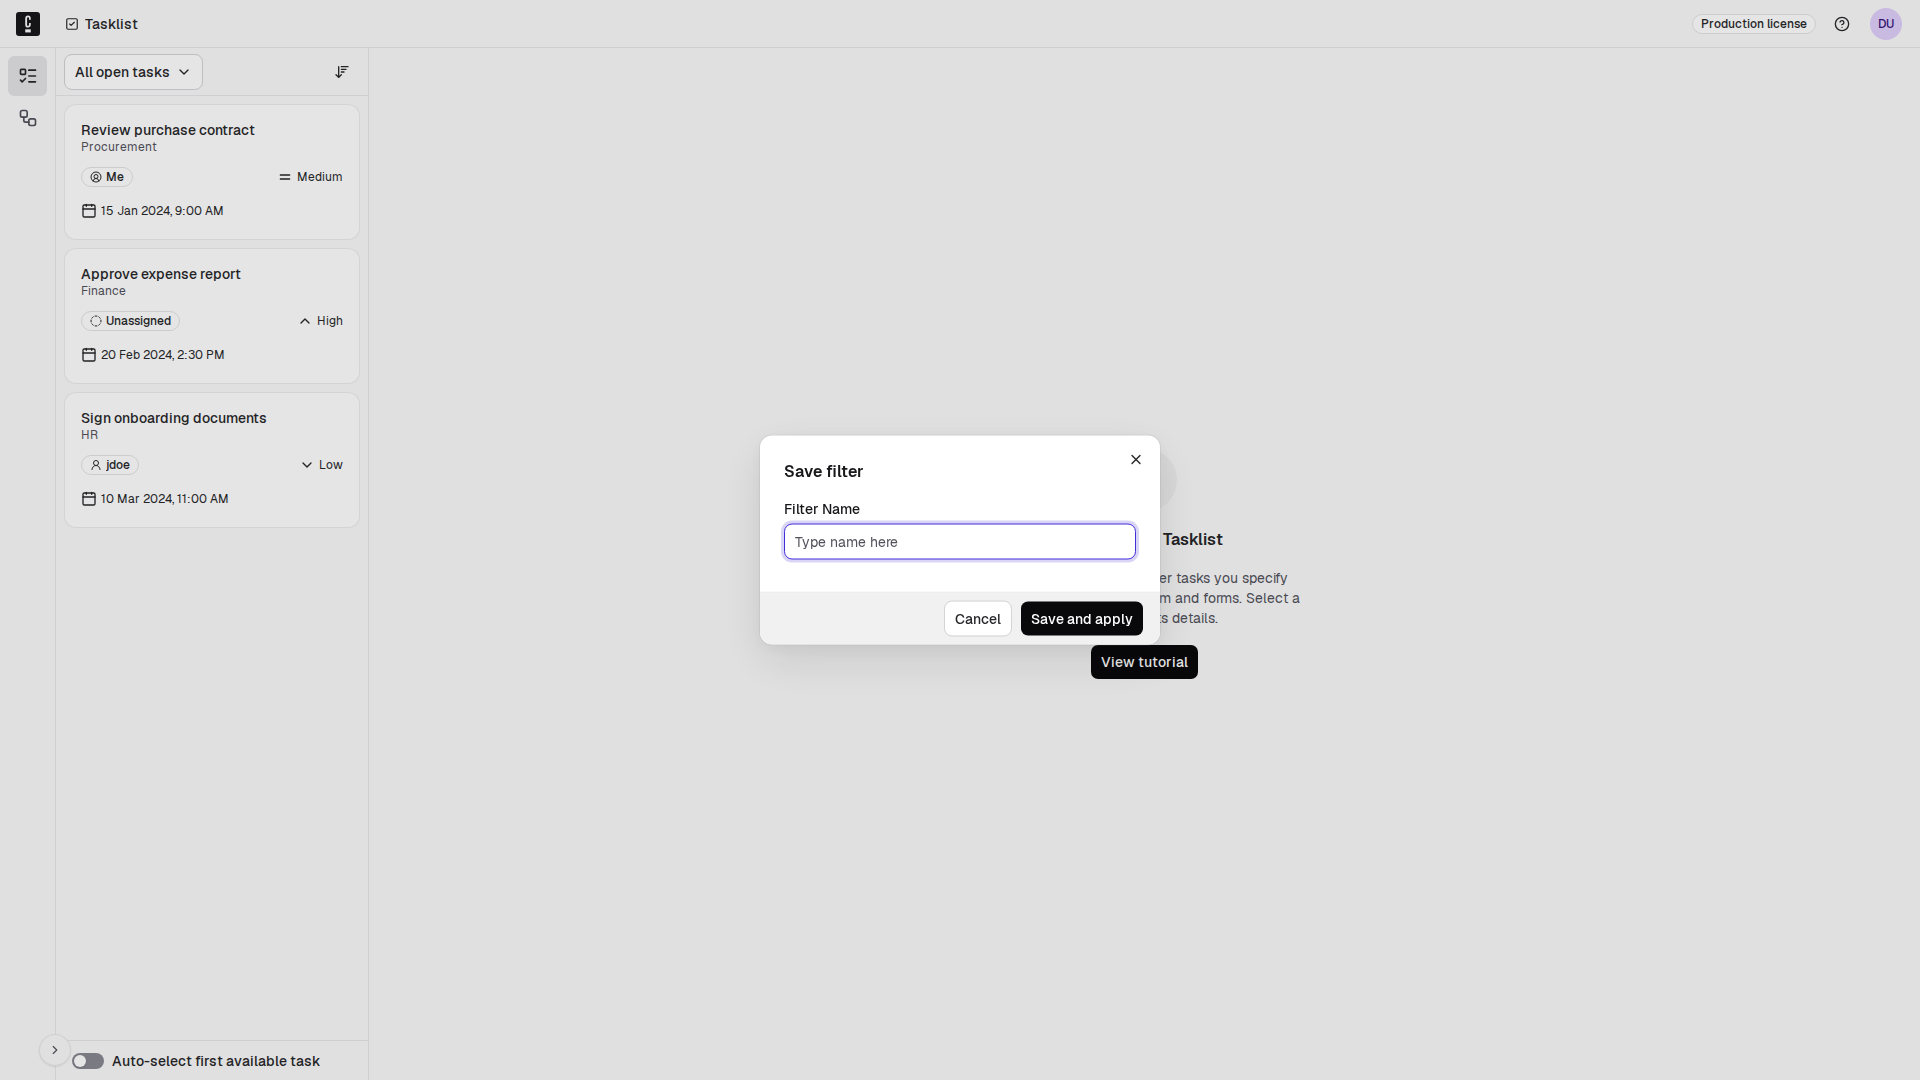 Tasklist
Production license
DU
All open tasks
Review purchase contract
Procurement
Me
Medium
15 Jan 2024, 9:00 AM
Approve expense report
Finance
Unassigned
High
20 Feb 2024, 2:30 PM
Sign onboarding documents
HR
jdoe
Low
10 Mar 2024, 11:00 AM
Save filter
Filter Name
Type name here
Cancel
Save and apply
Tasklist
tasks you specify
and forms. Select a
details.
View tutorial
Auto-select first available task